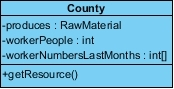 County
-produces : RawMaterial
-workerPeople : int
-workerNumbersLastMonths : int[]
+getResource()